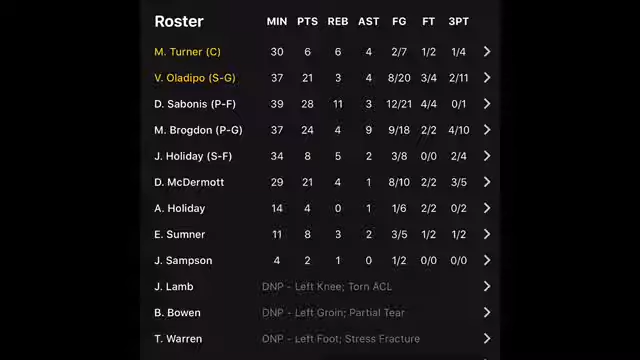 Roster MIN PTS REB AST FG FT 3PT
M. Turner (C) 30 6 6 4 2/7 1/2 1/4
V. Oladipo (S-G) 37 21 3 4 8/20 3/4 2/11
D. Sabonis (P-F) 39 28 11 3 12/21 4/4 0/1
M. Brogdon (P-G) 37 24 4 9 9/18 2/2 4/10
J. Holiday (S-F) 34 8 5 2 3/8 0/0 2/4
D. McDermott 29 21 4 1 8/10 2/2 3/5
A. Holiday 14 4 0 1 1/6 2/2 0/2
E. Sumner 11 8 3 2 3/5 1/2 1/2
J. Sampson 4 2 1 0 1/2 0/0 0/0
J. Lamb DNP - Left Knee; Torn ACL
B. Bowen DNP - Left Groin; Partial Tear
T. Warren DNP - Left Foot; Stress Fracture